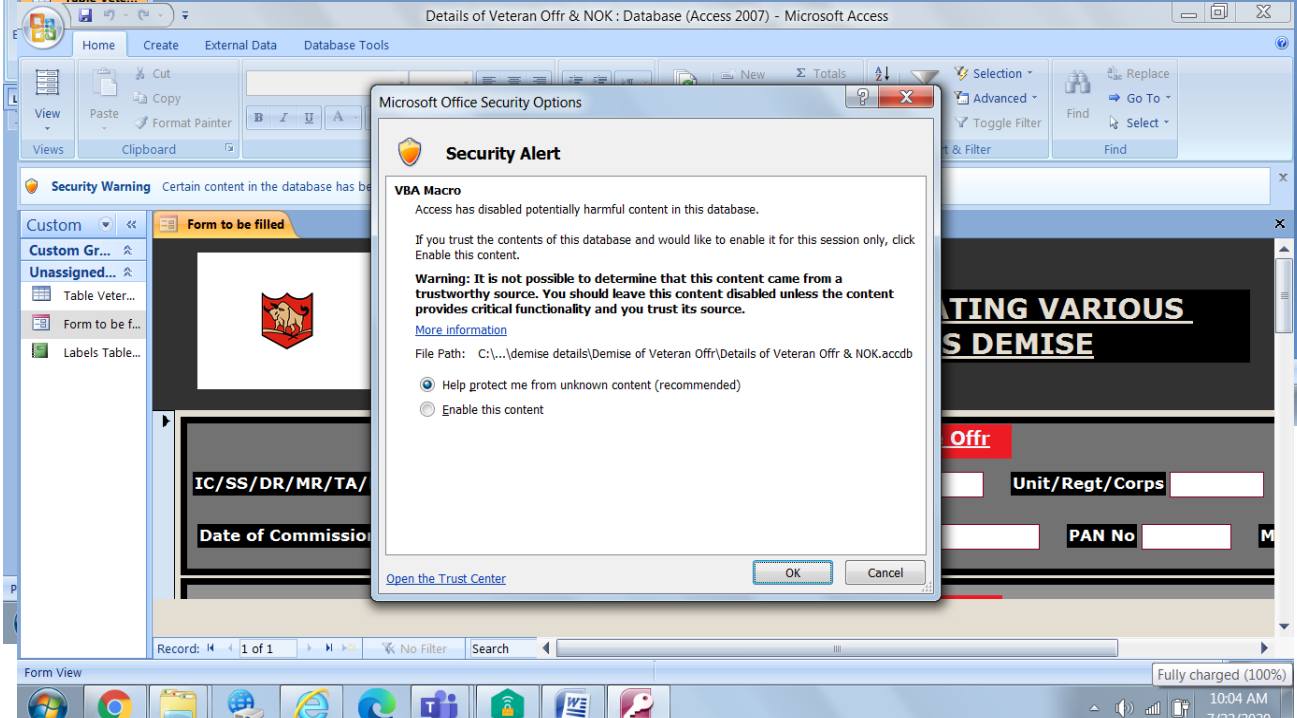 Details of Veteran Offr & NOK : Database (Access 2007) - Microsoft Access
Home Create External Data Database Tools
Cut
Copy
Format Painter
View
Paste
B I U A
New
Σ Totals
Selection
Advanced
Toggle Filter
Find
Replace
Go To
Select
Views
Clipboard
& Filter
Find
Security Warning Certain content in the database has be
Custom
Custom Gr...
Unassigned...
Table Veter...
Form to be f...
Labels Table...
Form to be filled
ATING VARIOUS
S DEMISE
Microsoft Office Security Options
Security Alert
VBA Macro
Access has disabled potentially harmful content in this database.
If you trust the contents of this database and would like to enable it for this session only, click
Enable this content.
Warning: It is not possible to determine that this content came from a
trustworthy source. You should leave this content disabled unless the content
provides critical functionality and you trust its source.
More information
File Path: C:\...\demise details\Demise of Veteran Offr\Details of Veteran Offr & NOK.accdb
Help protect me from unknown content (recommended)
Enable this content
Open the Trust Center
OK
Cancel
Offr
IC/SS/DR/MR/TA/
Unit/Regt/Corps
Date of Commissio
PAN No
M
Record: 1 of 1 No Filter Search
Form View
Fully charged (100%)
10:04 AM